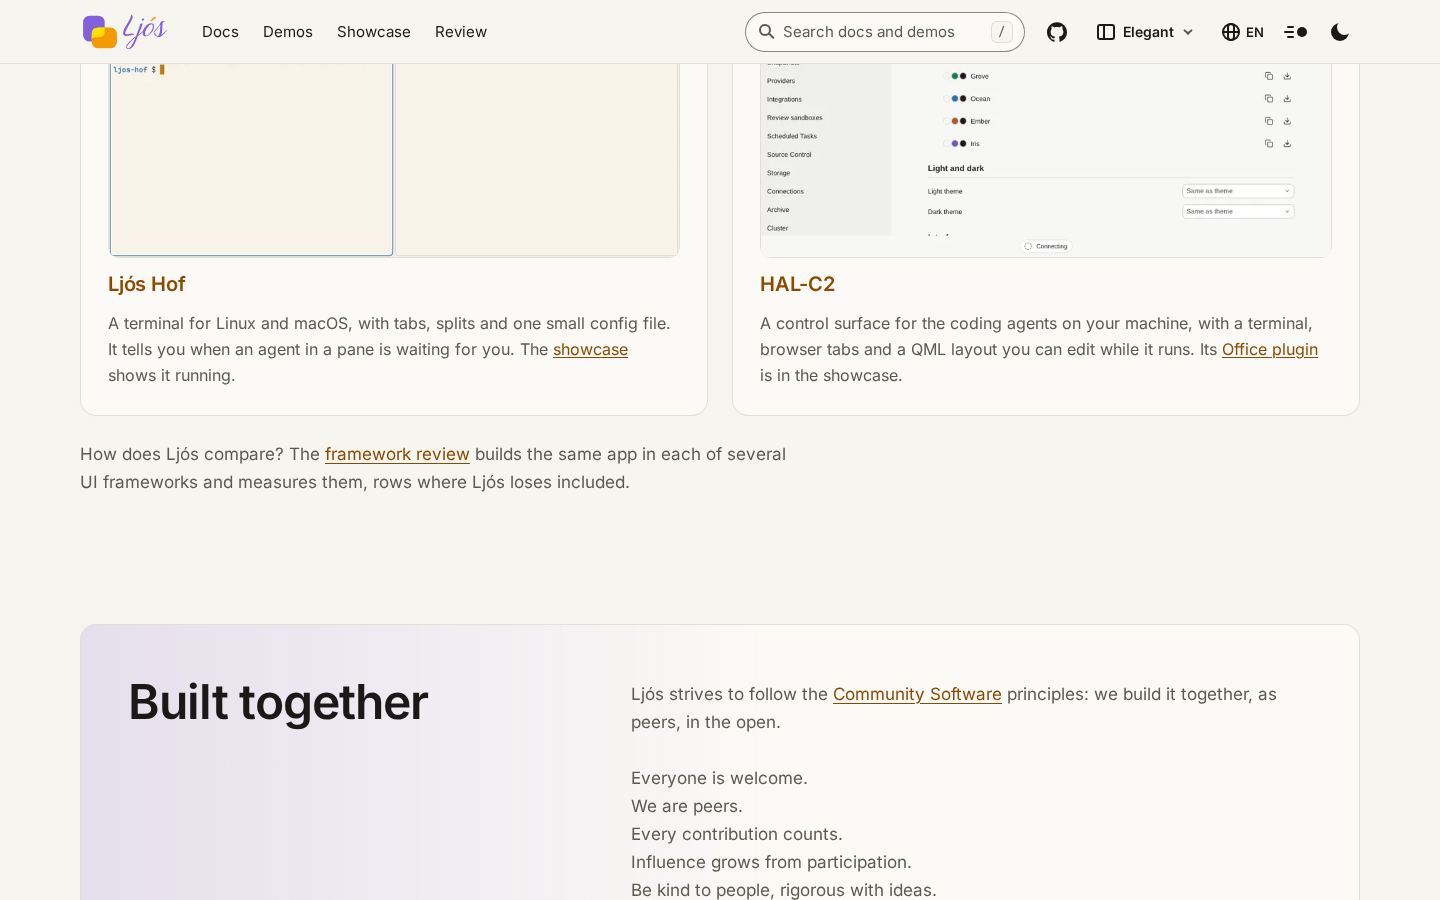 Ljós
Docs
Demos
Showcase
Review
Search docs and demos
/
Elegant
EN
ljos-hof $
Providers
Integrations
Review sandboxes
Scheduled Tasks
Source Control
Storage
Connections
Archive
Cluster
Grove
Ocean
Ember
Iris
Light and dark
Light theme
Same as theme
Dark theme
Same as theme
Connecting
Ljós Hof
A terminal for Linux and macOS, with tabs, splits and one small config file.
It tells you when an agent in a pane is waiting for you. The showcase
shows it running.
HAL-C2
A control surface for the coding agents on your machine, with a terminal,
browser tabs and a QML layout you can edit while it runs. Its Office plugin
is in the showcase.
How does Ljós compare? The framework review builds the same app in each of several
UI frameworks and measures them, rows where Ljós loses included.
Built together
Ljós strives to follow the Community Software principles: we build it together, as
peers, in the open.
Everyone is welcome.
We are peers.
Every contribution counts.
Influence grows from participation.
Be kind to people, rigorous with ideas.